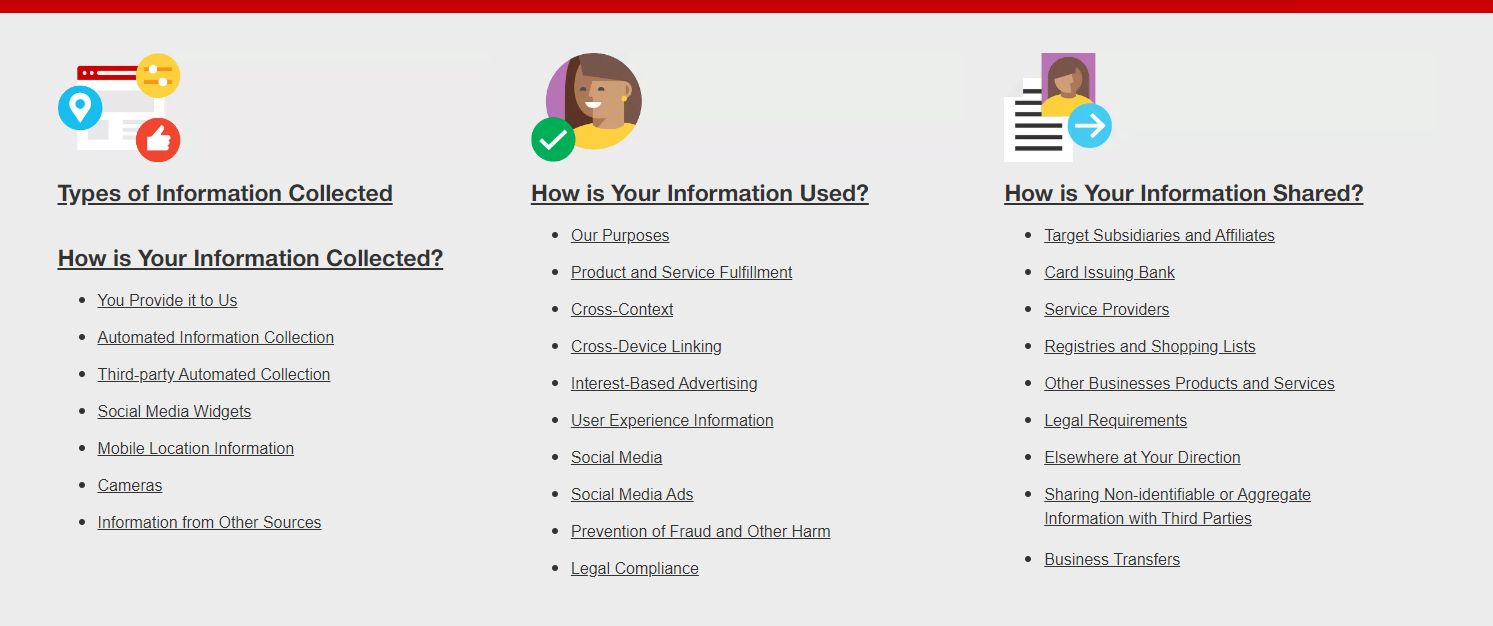 Types of Information Collected
How is Your Information Collected?
You Provide it to Us
Automated Information Collection
Third-party Automated Collection
Social Media Widgets
Mobile Location Information
Cameras
Information from Other Sources
How is Your Information Used?
Our Purposes
Product and Service Fulfillment
Cross-Context
Cross-Device Linking
Interest-Based Advertising
User Experience Information
Social Media
Social Media Ads
Prevention of Fraud and Other Harm
Legal Compliance
How is Your Information Shared?
Target Subsidiaries and Affiliates
Card Issuing Bank
Service Providers
Registries and Shopping Lists
Other Businesses Products and Services
Legal Requirements
Elsewhere at Your Direction
Sharing Non-identifiable or Aggregate
Information with Third Parties
Business Transfers